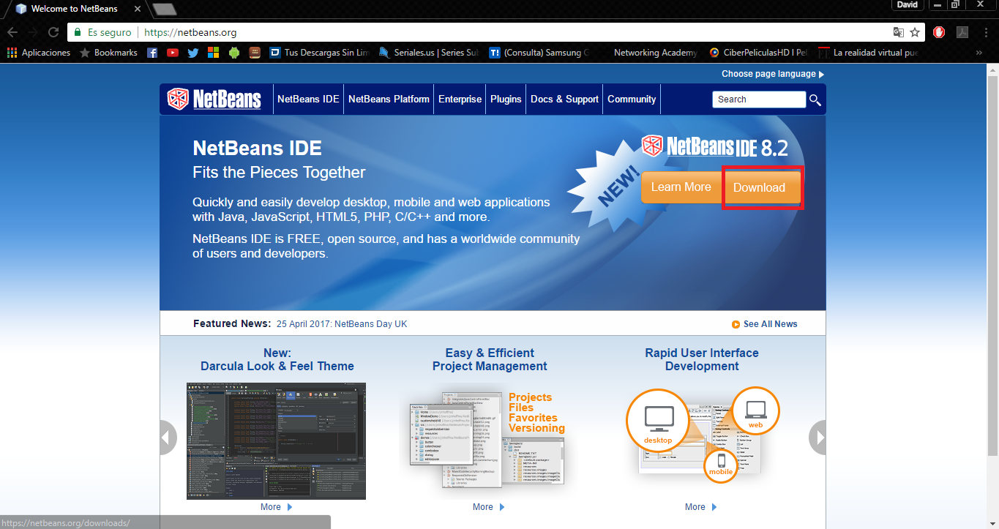 Welcome to NetBeans
David
Es seguro
https://netbeans.org
Aplicaciones
Bookmarks
Tus Descargas Sin Lim
Seriales.us | Series Sub
(Consulta) Samsung G
Networking Academy
CiberPeliculasHD I Pel
La realidad virtual pue
Choose page language
NetBeans
NetBeans IDE
NetBeans Platform
Enterprise
Plugins
Docs & Support
Community
Search
NetBeans IDE
Fits the Pieces Together
Quickly and easily develop desktop, mobile and web applications
with Java, JavaScript, HTML5, PHP, C/C++ and more.
NetBeans IDE is FREE, open source, and has a worldwide community
of users and developers.
NEW!
NetBeans IDE 8.2
Learn More
Download
Featured News:
25 April 2017: NetBeans Day UK
See All News
New:
Darcula Look & Feel Theme
More
Easy & Efficient
Project Management
Projects
Files
Favorites
Versioning
More
Rapid User Interface
Development
desktop
web
mobile
More
https://netbeans.org/downloads/